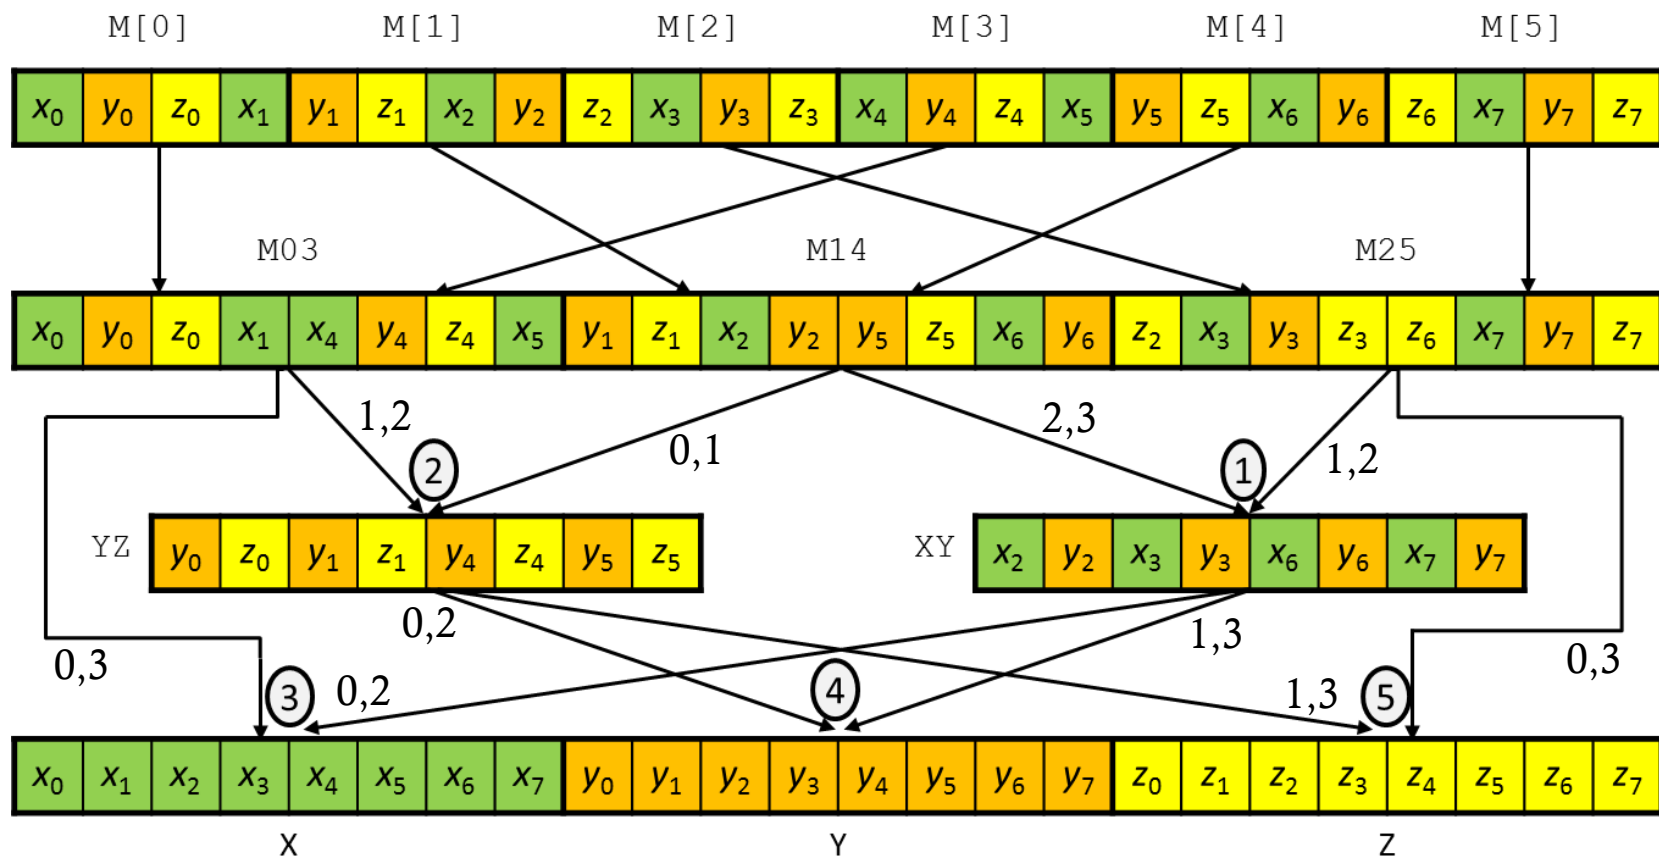 M[0] M[1] M[2] M[3] M[4] M[5]
x₀ y₀ z₀ x₁ y₁ z₁ x₂ y₂ z₂ x₃ y₃ z₃ x₄ y₄ z₄ x₅ y₅ z₅ x₆ y₆ z₆ x₇ y₇ z₇
M03 M14 M25
x₀ y₀ z₀ x₁ x₄ y₄ z₄ x₅ y₁ z₁ x₂ y₂ y₅ z₅ x₆ y₆ z₂ x₃ y₃ z₃ z₆ x₇ y₇ z₇
1,2 0,1 2,3 1,2
2 1
YZ y₀ z₀ y₁ z₁ y₄ z₄ y₅ z₅ XY x₂ y₂ x₃ y₃ x₆ y₆ x₇ y₇
0,2 1,3
0,3 0,3
3 0,2 4 1,3 5
x₀ x₁ x₂ x₃ x₄ x₅ x₆ x₇ y₀ y₁ y₂ y₃ y₄ y₅ y₆ y₇ z₀ z₁ z₂ z₃ z₄ z₅ z₆ z₇
X Y Z